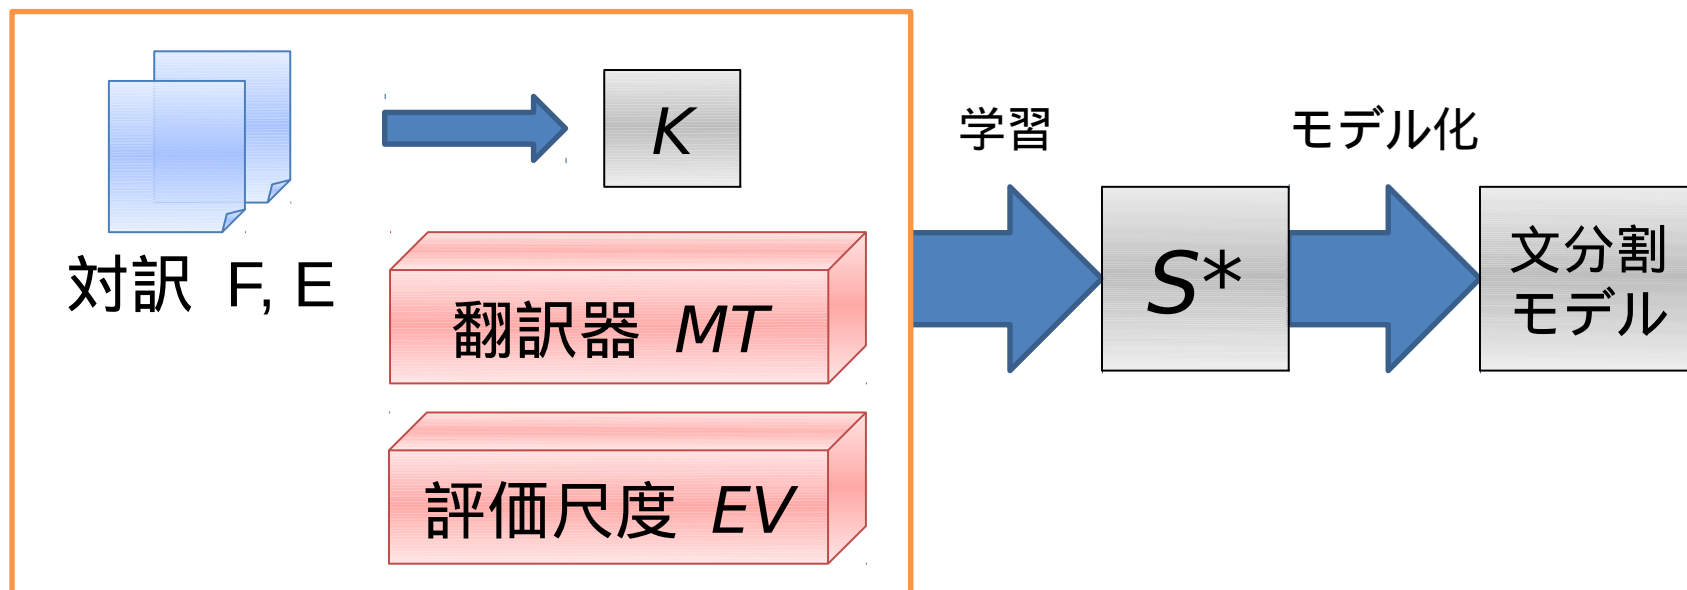 K
対訳 F, E
翻訳器 MT
評価尺度 EV
学習
S*
モデル化
文分割
モデル